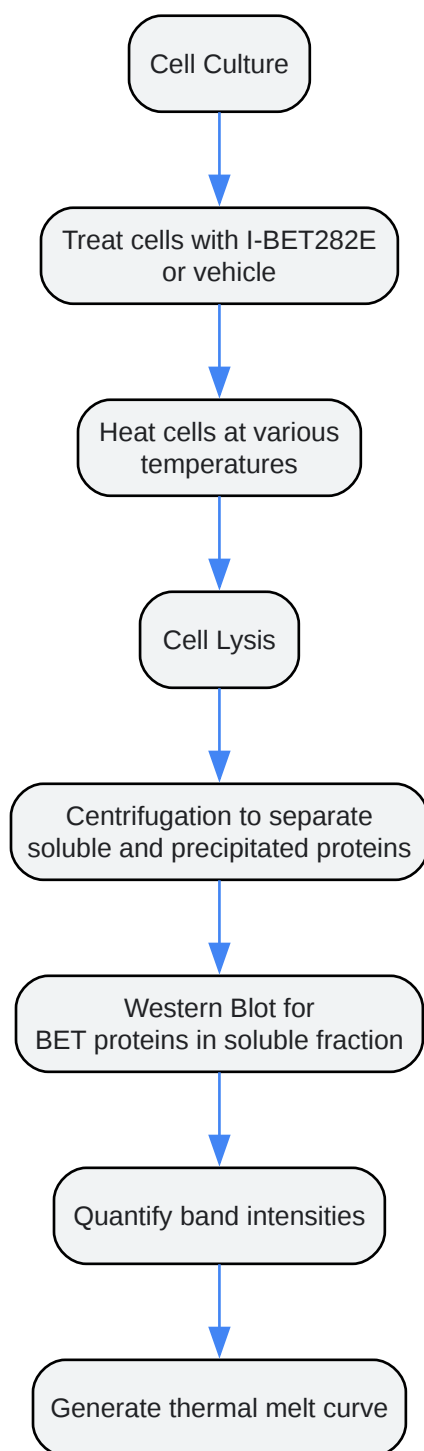 Cell Culture
Treat cells with I-BET282E
or vehicle
Heat cells at various
temperatures
Cell Lysis
Centrifugation to separate
soluble and precipitated proteins
Western Blot for
BET proteins in soluble fraction
Quantify band intensities
Generate thermal melt curve